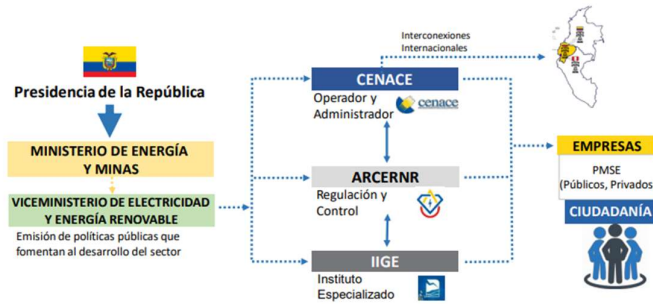 Presidencia de la República
MINISTERIO DE ENERGÍA
Y MINAS
VICEMINISTERIO DE ELECTRICIDAD
Y ENERGÍA RENOVABLE
Emisión de políticas públicas que
fomentan al desarrollo del sector
Interconexiones
Internacionales
CENACE
Operador y
Administrador
cenace
ARCERNR
Regulación y
Control
IIGE
Instituto
Especializado
EMPRESAS
PMSE
(Públicos, Privados
CIUDADANÍA